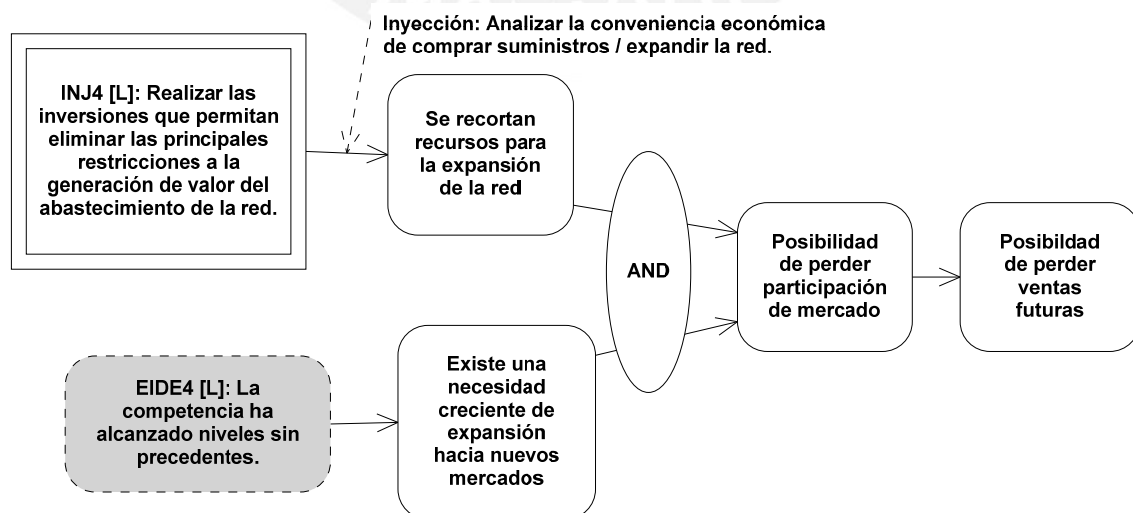 Inyección: Analizar la conveniencia económica
de comprar suministros / expandir la red.
INJ4 [L]: Realizar las
inversiones que permitan
eliminar las principales
restricciones a la
generación de valor del
abastecimiento de la red.
Se recortan
recursos para
la expansión
de la red
AND
Posibilidad
de perder
participación
de mercado
Posibildad
de perder
ventas
futuras
EIDE4 [L]: La
competencia ha
alcanzado niveles sin
precedentes.
Existe una
necesidad
creciente de
expansión
hacia nuevos
mercados